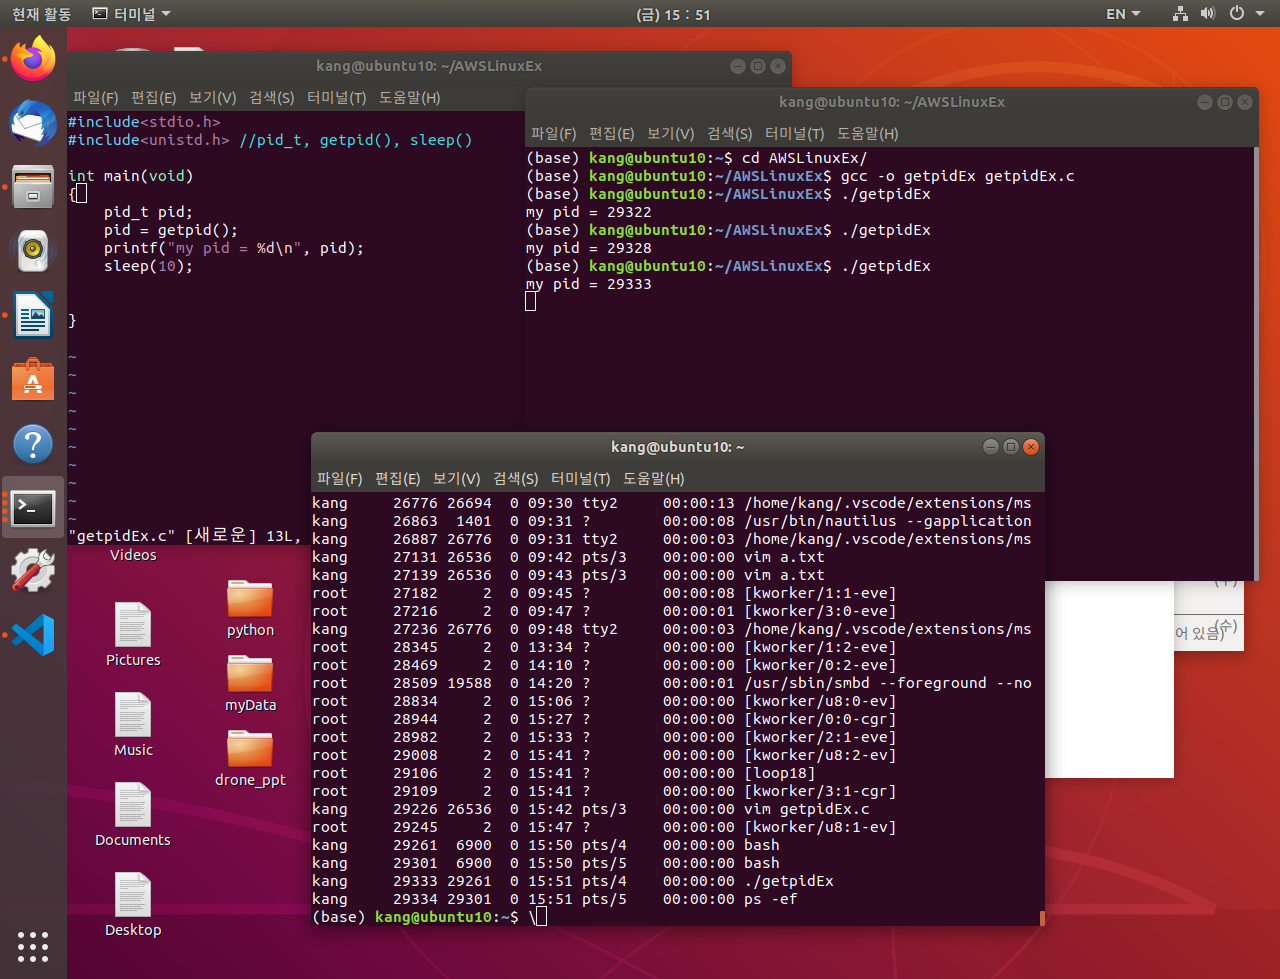 현재 활동
터미널
(금) 15 : 51
EN
kang@ubuntu10: ~/AWSLinuxEx
파일(F) 편집(E) 보기(V) 검색(S) 터미널(T) 도움말(H)
#include<stdio.h>
#include<unistd.h> //pid_t, getpid(), sleep()
int main(void)
{
pid_t pid;
pid = getpid();
printf("my pid = %d\n", pid);
sleep(10);
}
~
~
~
~
~
~
~
~
~
~
"getpidEx.c" [새로운] 13L,
kang@ubuntu10: ~/AWSLinuxEx
파일(F) 편집(E) 보기(V) 검색(S) 터미널(T) 도움말(H)
(base) kang@ubuntu10:~$ cd AWSLinuxEx/
(base) kang@ubuntu10:~/AWSLinuxEx$ gcc -o getpidEx getpidEx.c
(base) kang@ubuntu10:~/AWSLinuxEx$ ./getpidEx
my pid = 29322
(base) kang@ubuntu10:~/AWSLinuxEx$ ./getpidEx
my pid = 29328
(base) kang@ubuntu10:~/AWSLinuxEx$ ./getpidEx
my pid = 29333
kang@ubuntu10: ~
파일(F) 편집(E) 보기(V) 검색(S) 터미널(T) 도움말(H)
kang 26776 26694 0 09:30 tty2 00:00:13 /home/kang/.vscode/extensions/ms
kang 26863 1401 0 09:31 ? 00:00:08 /usr/bin/nautilus --gapplication
kang 26887 26776 0 09:31 tty2 00:00:03 /home/kang/.vscode/extensions/ms
kang 27131 26536 0 09:42 pts/3 00:00:00 vim a.txt
kang 27139 26536 0 09:43 pts/3 00:00:00 vim a.txt
root 27182 2 0 09:45 ? 00:00:08 [kworker/1:1-eve]
root 27216 2 0 09:47 ? 00:00:01 [kworker/3:0-eve]
kang 27236 26776 0 09:48 tty2 00:00:03 /home/kang/.vscode/extensions/ms
root 28345 2 0 13:34 ? 00:00:00 [kworker/1:2-eve]
root 28469 2 0 14:10 ? 00:00:00 [kworker/0:2-eve]
root 28509 19588 0 14:20 ? 00:00:01 /usr/sbin/smbd --foreground --no
root 28834 2 0 15:06 ? 00:00:00 [kworker/u8:0-ev]
root 28944 2 0 15:27 ? 00:00:00 [kworker/0:0-cgr]
root 28982 2 0 15:33 ? 00:00:00 [kworker/2:1-eve]
root 29008 2 0 15:41 ? 00:00:00 [kworker/u8:2-ev]
root 29106 2 0 15:41 ? 00:00:00 [loop18]
root 29109 2 0 15:41 ? 00:00:00 [kworker/3:1-cgr]
kang 29226 26536 0 15:42 pts/3 00:00:00 vim getpidEx.c
root 29245 2 0 15:47 ? 00:00:00 [kworker/u8:1-ev]
kang 29261 6900 0 15:50 pts/4 00:00:00 bash
kang 29301 6900 0 15:50 pts/5 00:00:00 bash
kang 29333 29261 0 15:51 pts/4 00:00:00 ./getpidEx
kang 29334 29301 0 15:51 pts/5 00:00:00 ps -ef
(base) kang@ubuntu10:~$ \
Videos
Pictures
Music
Documents
Desktop
python
myData
drone_ppt
(수)
어 있음)